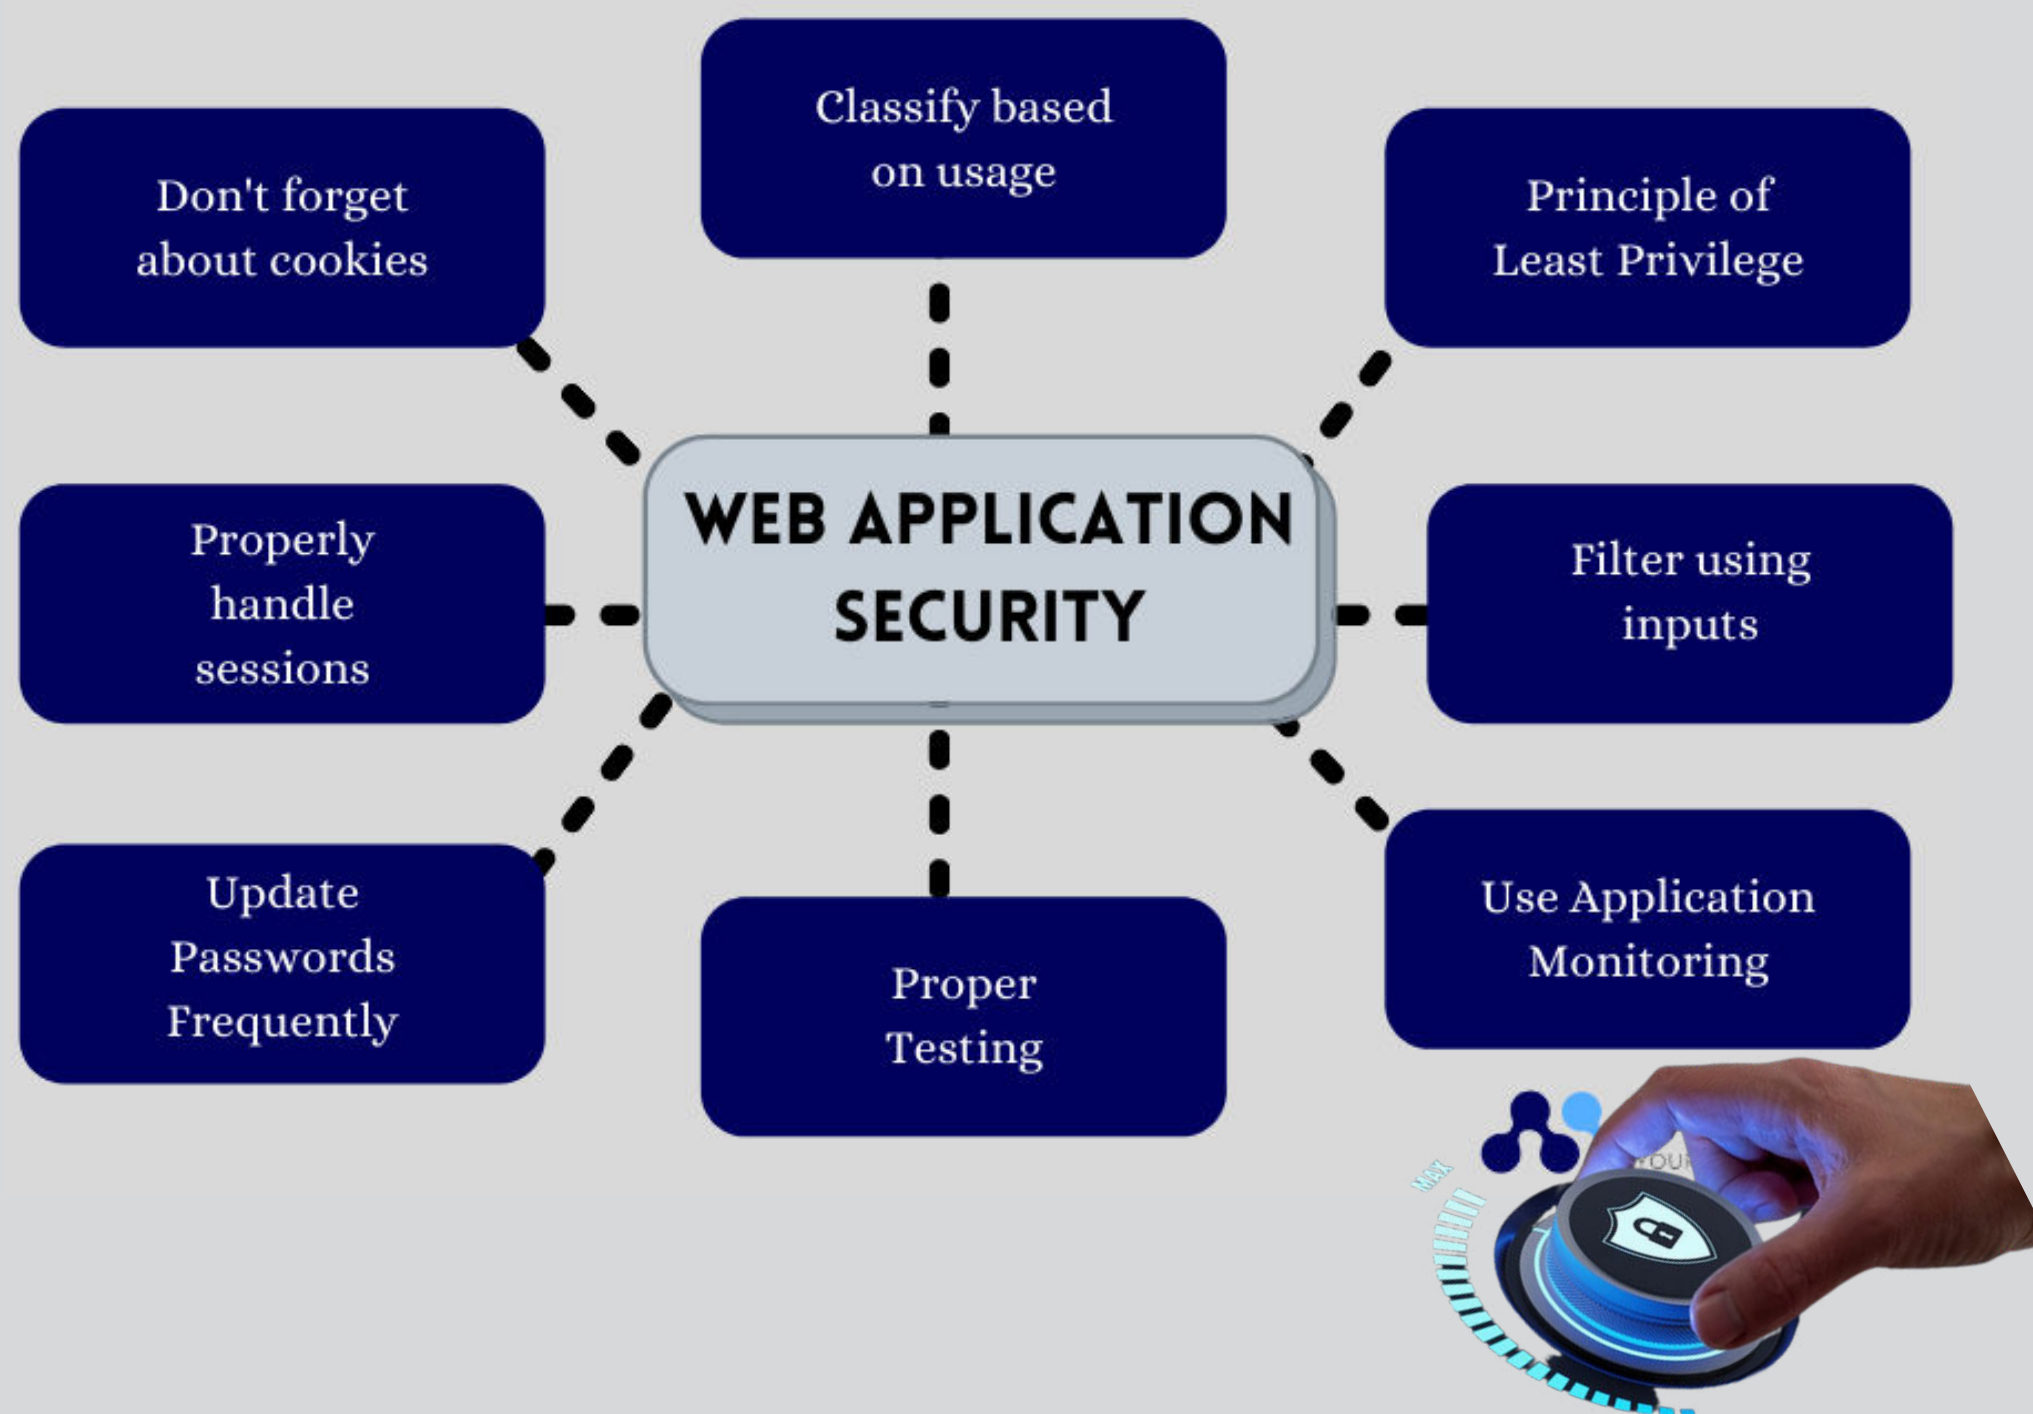 Classify based
on usage
Don't forget
about cookies
Principle of
Least Privilege
WEB APPLICATION
SECURITY
Properly
handle
sessions
Filter using
inputs
Update
Passwords
Frequently
Proper
Testing
Use Application
Monitoring
MAX